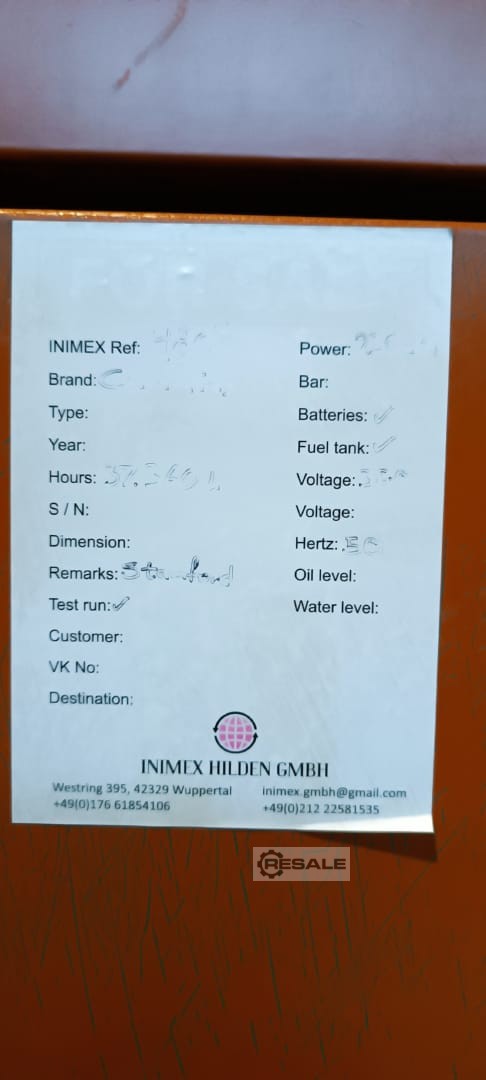 INIMEX Ref:
Power:
Brand:
Bar:
Type:
Batteries: ✓
Year:
Fuel tank: ✓
Hours:
Voltage:
S / N:
Voltage:
Dimension:
Hertz:
Remarks:
Oil level:
Test run: ✓
Water level:
Customer:
VK No:
Destination:
INIMEX HILDEN GMBH
Westring 395, 42329 Wuppertal inimex.gmbh@gmail.com
+49(0)176 61854106 +49(0)212 22581535
RESALE